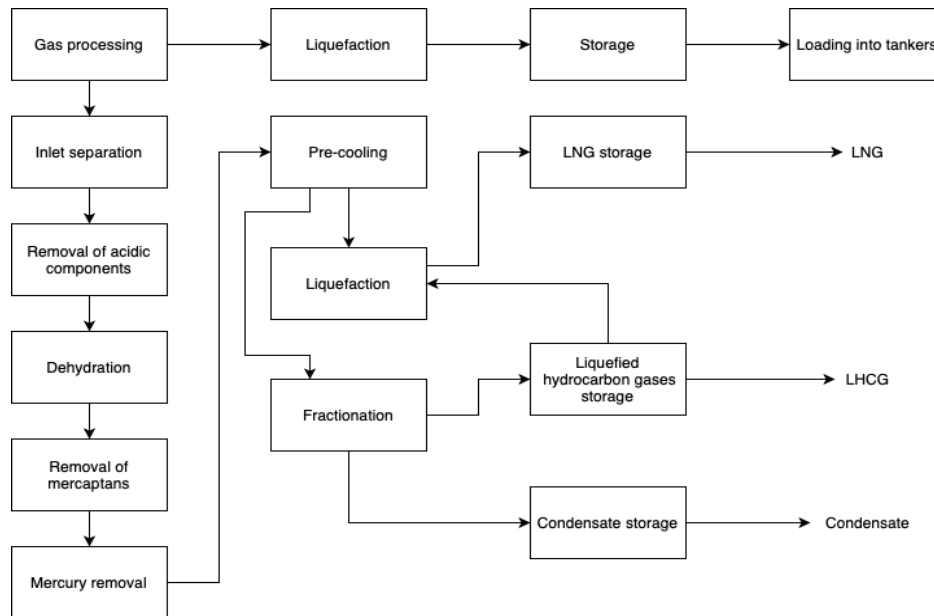 Gas processing
Liquefaction
Storage
Loading into tankers
Inlet separation
Pre-cooling
LNG storage
LNG
Removal of acidic
components
Liquefaction
Dehydration
Liquefied
hydrocarbon gases
storage
LHCG
Fractionation
Removal of
mercaptans
Condensate storage
Condensate
Mercury removal